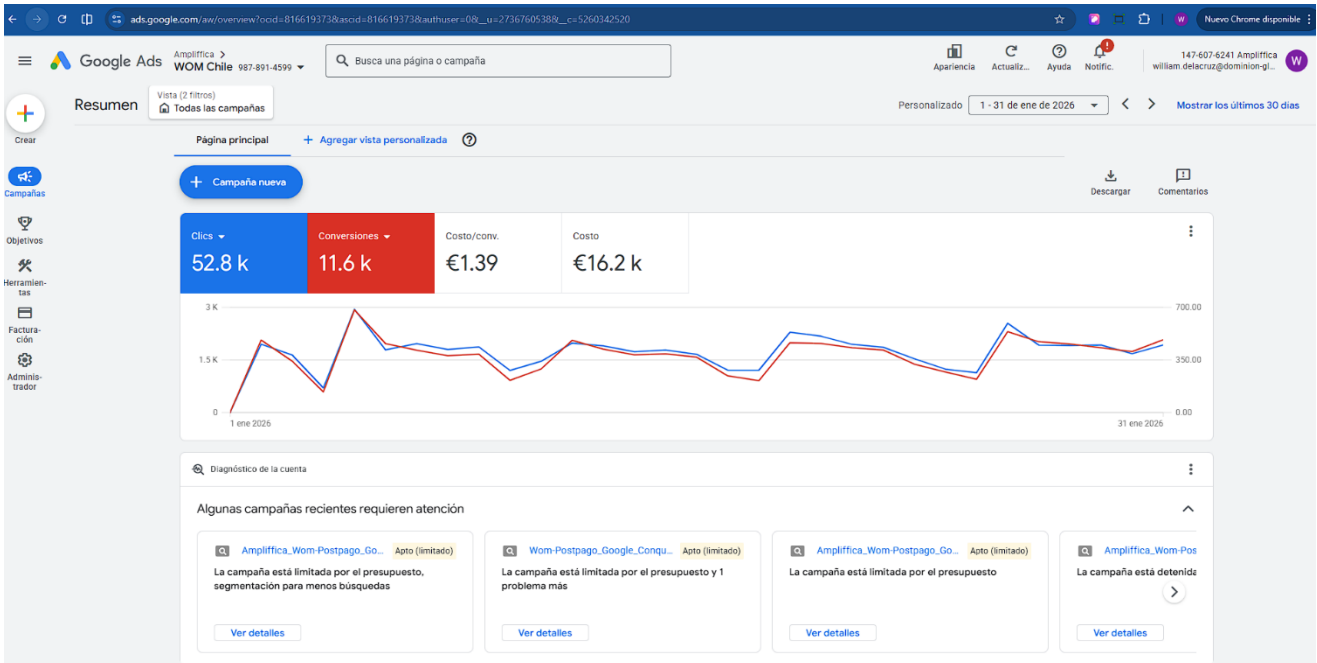 ads.google.com/aw/overview?ocid=816619373&ascid=816619373&authuser=0&__u=2736760538&__c=5260342520
W
Nuevo Chrome disponible
Google Ads
Ampliffica
WOM Chile 987-891-4599
Busca una página o campaña
Apariencia
Actualiz...
Ayuda
Notific.
147-607-6241 Ampliffica
william.delacruz@dominion-gl...
W
Crear
Campañas
Objetivos
Herramien-
tas
Factura-
ción
Adminis-
trador
Resumen
Vista (2 filtros)
Todas las campañas
Personalizado
1 - 31 de ene de 2026
Mostrar los últimos 30 días
Página principal
+ Agregar vista personalizada
+ Campaña nueva
Descargar
Comentarios
Clics
52.8 k
Conversiones
11.6 k
Costo/conv.
€1.39
Costo
€16.2 k
3 K
1.5 K
0
700.00
350.00
0.00
1 ene 2026
31 ene 2026
Diagnóstico de la cuenta
Algunas campañas recientes requieren atención
Ampliffica_Wom-Postpago_Go...
Apto (limitado)
La campaña está limitada por el presupuesto,
segmentación para menos búsquedas
Ver detalles
Wom-Postpago_Google_Conqu...
Apto (limitado)
La campaña está limitada por el presupuesto y 1
problema más
Ver detalles
Ampliffica_Wom-Postpago_Go...
Apto (limitado)
La campaña está limitada por el presupuesto
Ver detalles
Ampliffica_Wom-Pos
La campaña está detenida
Ver detalles